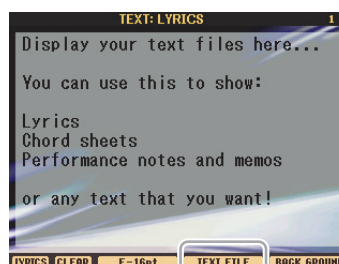 TEXT: LYRICS 1
Display your text files here...
You can use this to show:
Lyrics
Chord sheets
Performance notes and memos
or any text that you want!
LYRICS CLEAR F-16pt TEXT FILE BACK GROUND